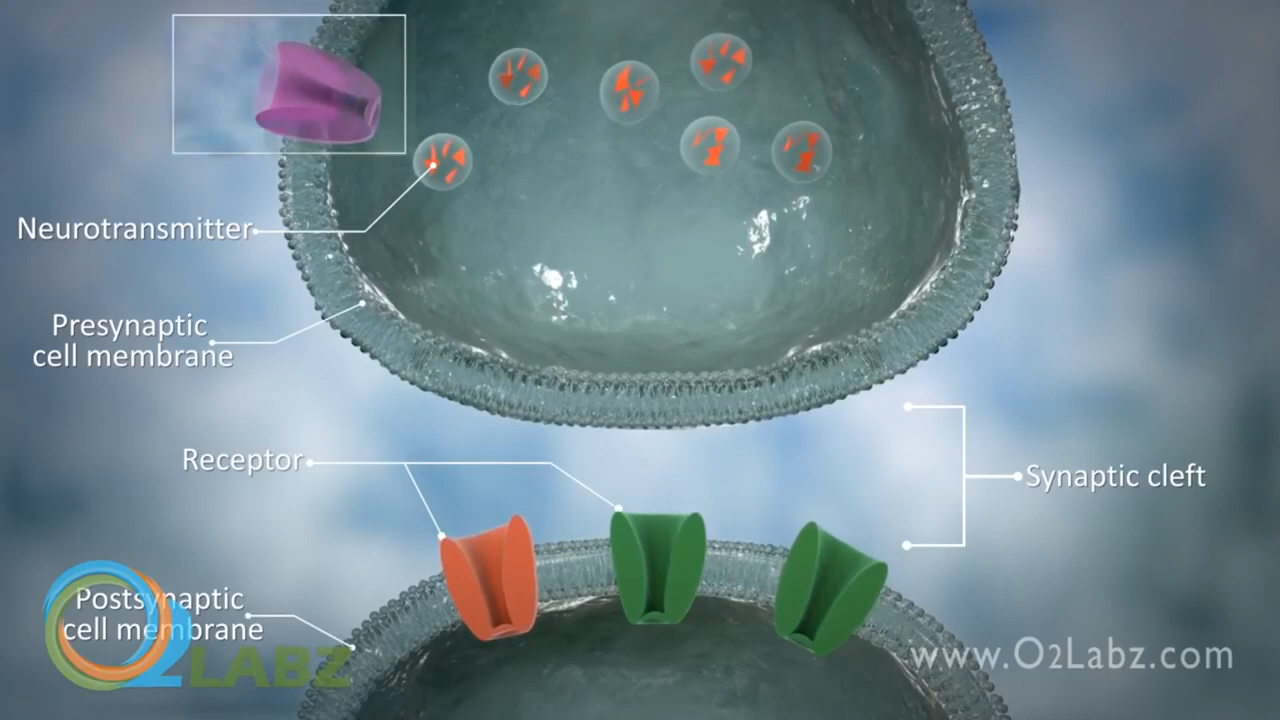 Neurotransmitter
Presynaptic
cell membrane
Receptor
Synaptic cleft
Postsynaptic
cell membrane
O2LABZ
www.O2Labz.com